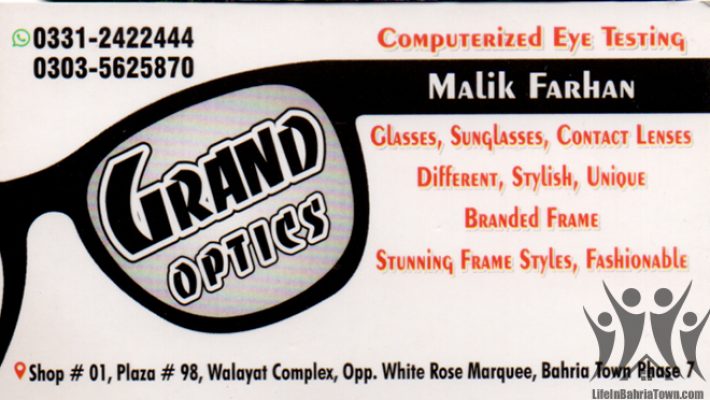 0331-2422444
0303-5625870
Computerized Eye Testing
Malik Farhan
Glasses, Sunglasses, Contact Lenses
Different, Stylish, Unique
Branded Frame
Stunning Frame Styles, Fashionable
GRAND
OPTICS
Shop # 01, Plaza # 98, Walayat Complex, Opp. White Rose Marquee, Bahria Town Phase 7
LifeInBahriaTown.com